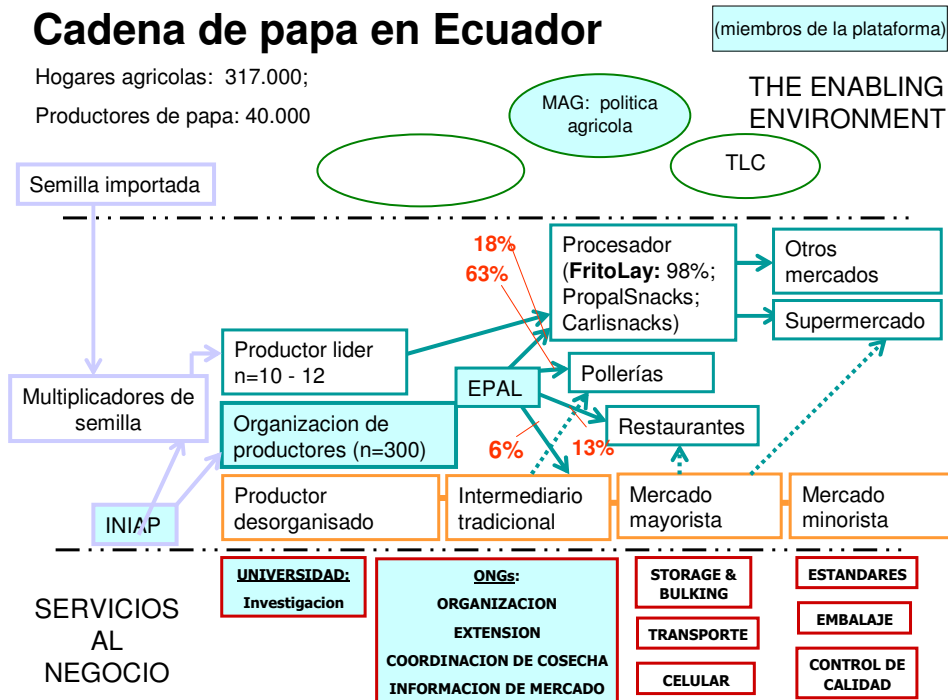 Cadena de papa en Ecuador
(miembros de la plataforma)
Hogares agricolas: 317.000;
Productores de papa: 40.000
MAG: politica
agricola
THE ENABLING
ENVIRONMENT
TLC
Semilla importada
18%
63%
Procesador
(FritoLay: 98%;
PropalSnacks;
Carlisnacks)
Otros
mercados
Supermercado
Productor lider
n=10 - 12
Multiplicadores de
semilla
EPAL
Pollerías
Organizacion de
productores (n=300)
Restaurantes
6%
13%
INIAP
Productor
desorganisado
Intermediario
tradicional
Mercado
mayorista
Mercado
minorista
SERVICIOS
AL
NEGOCIO
UNIVERSIDAD:
Investigacion
ONGs:
ORGANIZACION
EXTENSION
COORDINACION DE COSECHA
INFORMACION DE MERCADO
STORAGE &
BULKING
TRANSPORTE
CELULAR
ESTANDARES
EMBALAJE
CONTROL DE
CALIDAD